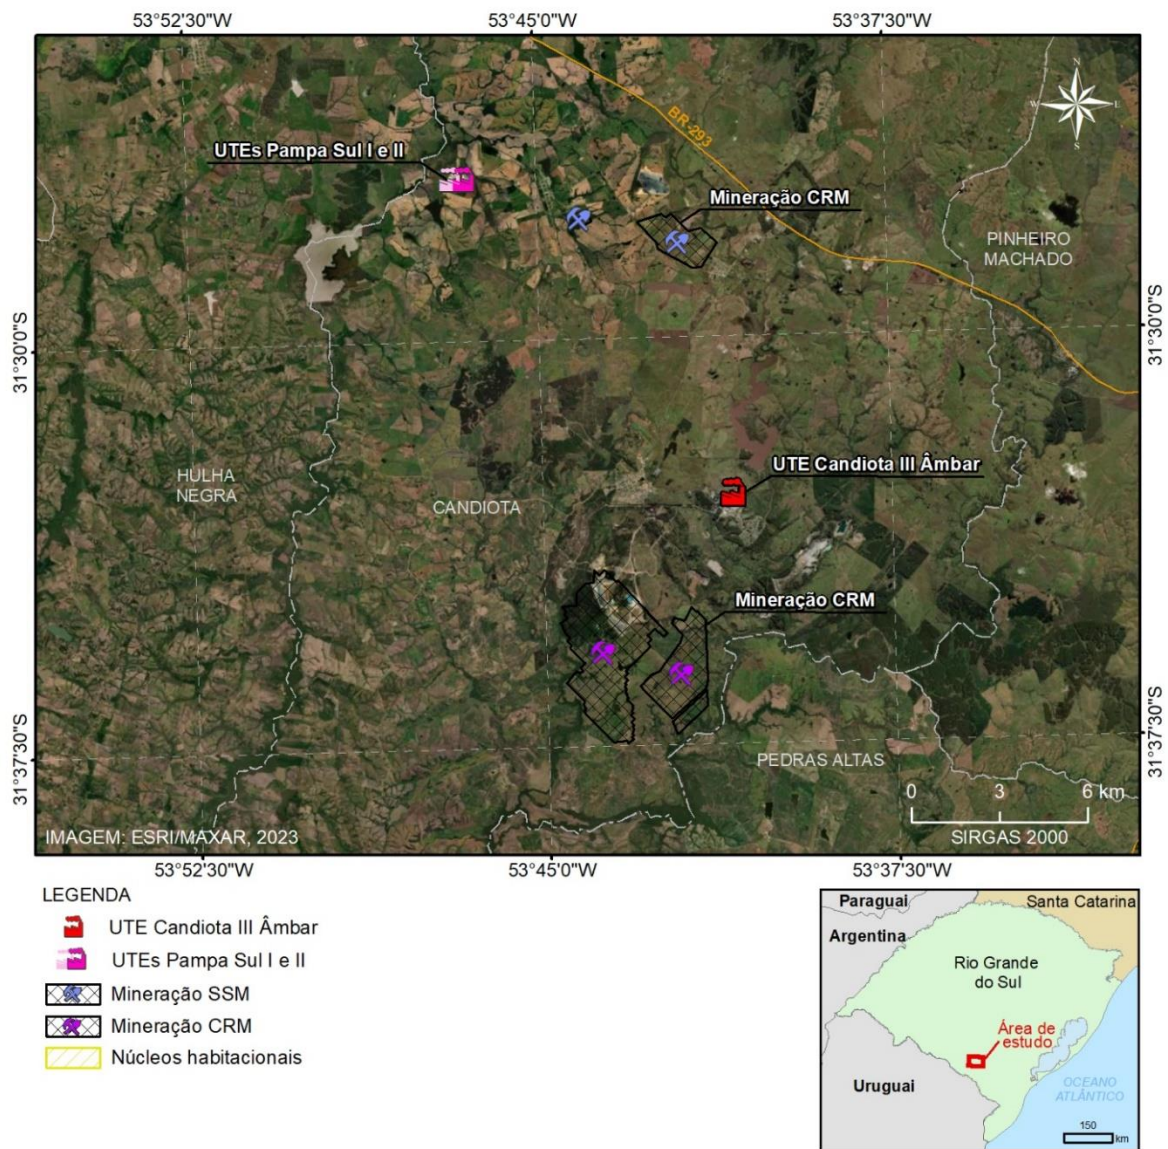 53°52'30"W
53°45'0"W
53°37'30"W
N
W
E
S
BR-293
UTEs Pampa Sul I e II
Mineração CRM
PINHEIRO
MACHADO
31°30'0"S
31°30'0"S
UTE Candiota III Âmbar
HULHA
NEGRA
CANDIOTA
Mineração CRM
31°37'30"S
31°37'30"S
PEDRAS ALTAS
0 3 6 km
IMAGEM: ESRI/MAXAR, 2023
SIRGAS 2000
53°52'30"W
53°45'0"W
53°37'30"W
LEGENDA
UTE Candiota III Âmbar
UTEs Pampa Sul I e II
Mineração SSM
Mineração CRM
Núcleos habitacionais
Paraguai
Santa Catarina
Argentina
Rio Grande
do Sul
Área de
estudo
Uruguai
OCEANO
ATLÂNTICO
150
km